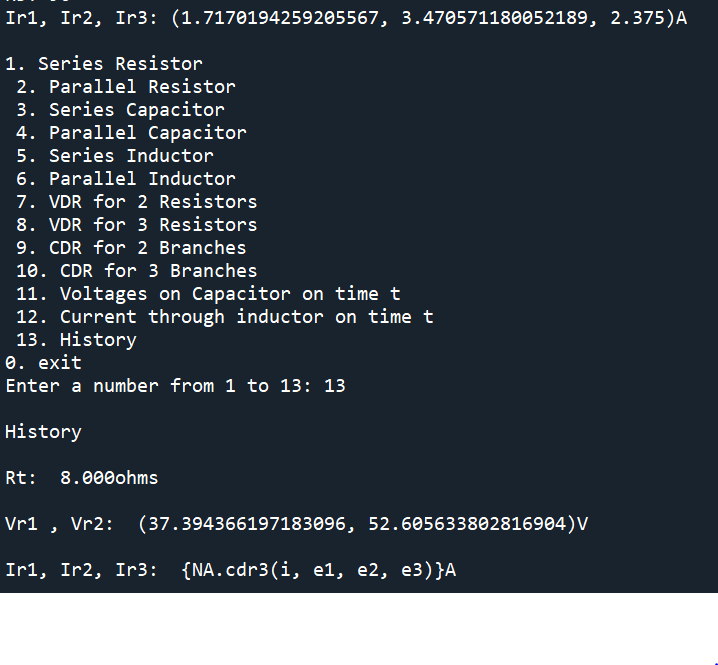 Ir1, Ir2, Ir3: (1.7170194259205567, 3.470571180052189, 2.375)A
1. Series Resistor
2. Parallel Resistor
3. Series Capacitor
4. Parallel Capacitor
5. Series Inductor
6. Parallel Inductor
7. VDR for 2 Resistors
8. VDR for 3 Resistors
9. CDR for 2 Branches
10. CDR for 3 Branches
11. Voltages on Capacitor on time t
12. Current through inductor on time t
13. History
0. exit
Enter a number from 1 to 13: 13
History
Rt:  8.000ohms
Vr1 , Vr2:  (37.394366197183096, 52.605633802816904)V
Ir1, Ir2, Ir3:  {NA.cdr3(i, e1, e2, e3)}A